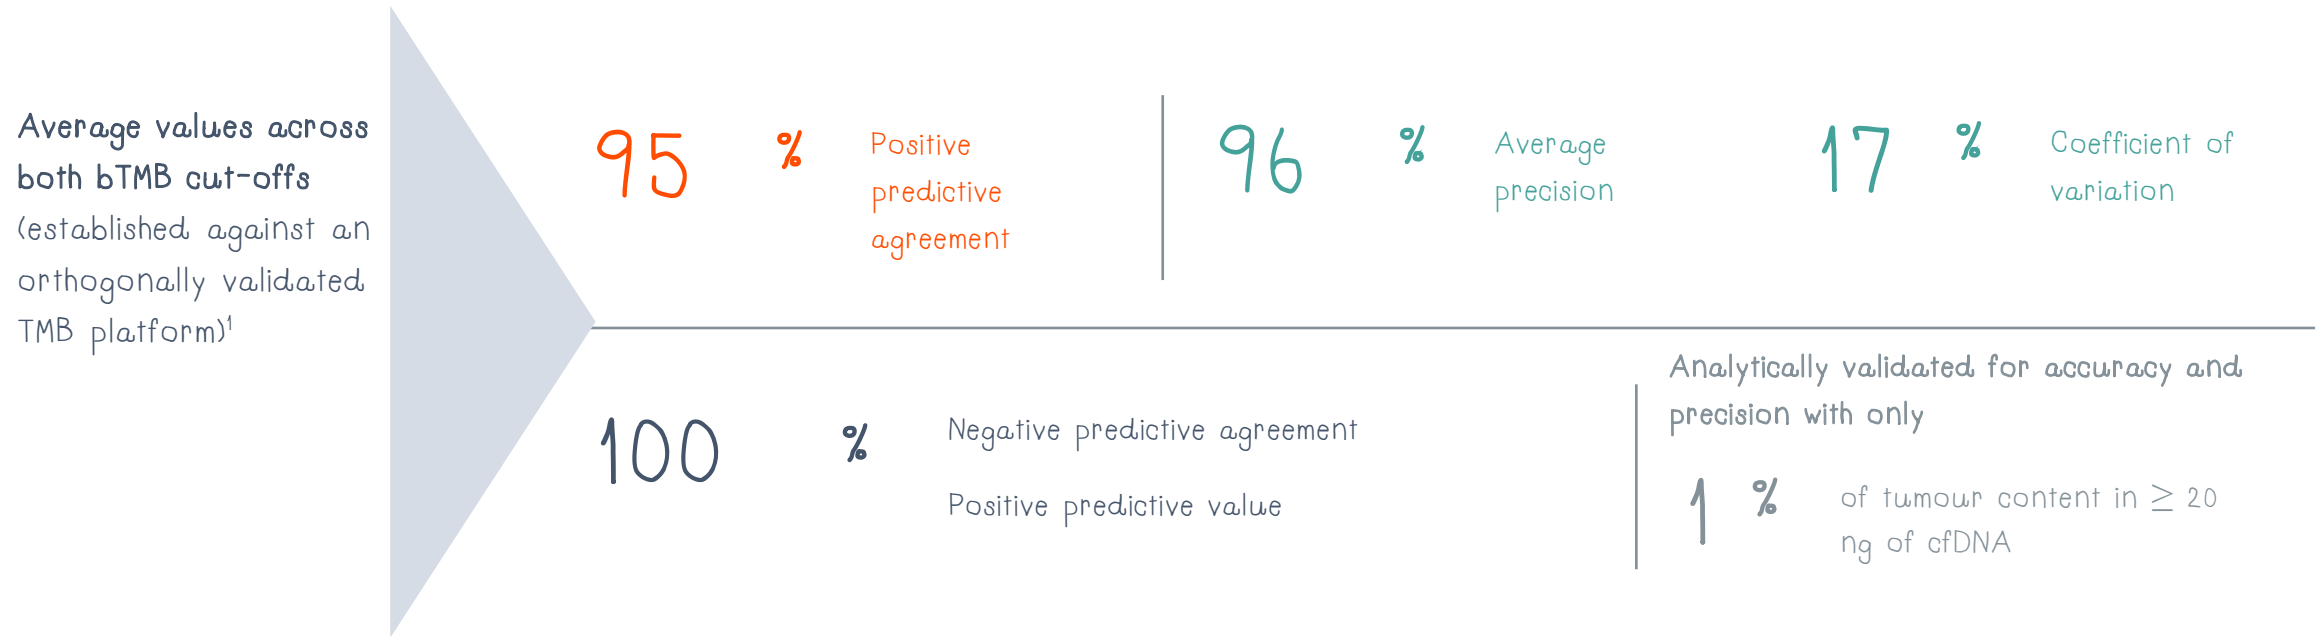 Average values across
both bTMB cut-offs
(established against an
orthogonally validated
TMB platform)¹
95 %
Positive
predictive
agreement
96 %
Average
precision
17 %
Coefficient of
variation
100 %
Negative predictive agreement
Positive predictive value
Analytically validated for accuracy and
precision with only
1 %
of tumour content in ≥ 20
ng of cfDNA